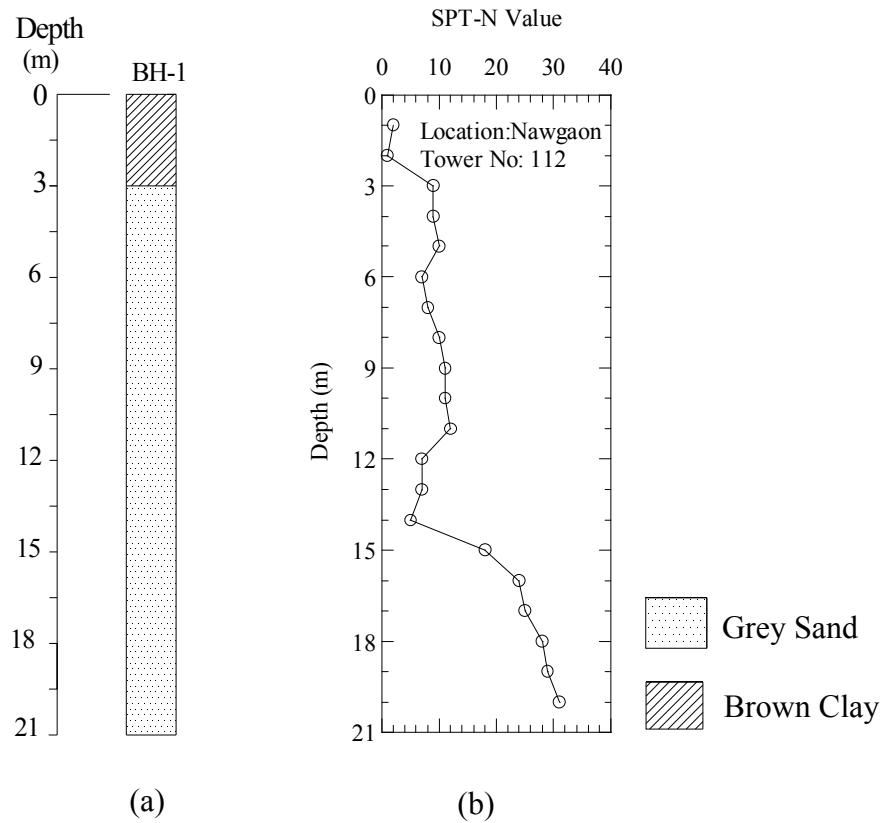 Depth
(m)
BH-1
0
3
6
9
12
15
18
21
(a)
SPT-N Value
0 10 20 30 40
Location:Nawgaon
Tower No: 112
Depth (m)
0
3
6
9
12
15
18
21
(b)
Grey Sand
Brown Clay